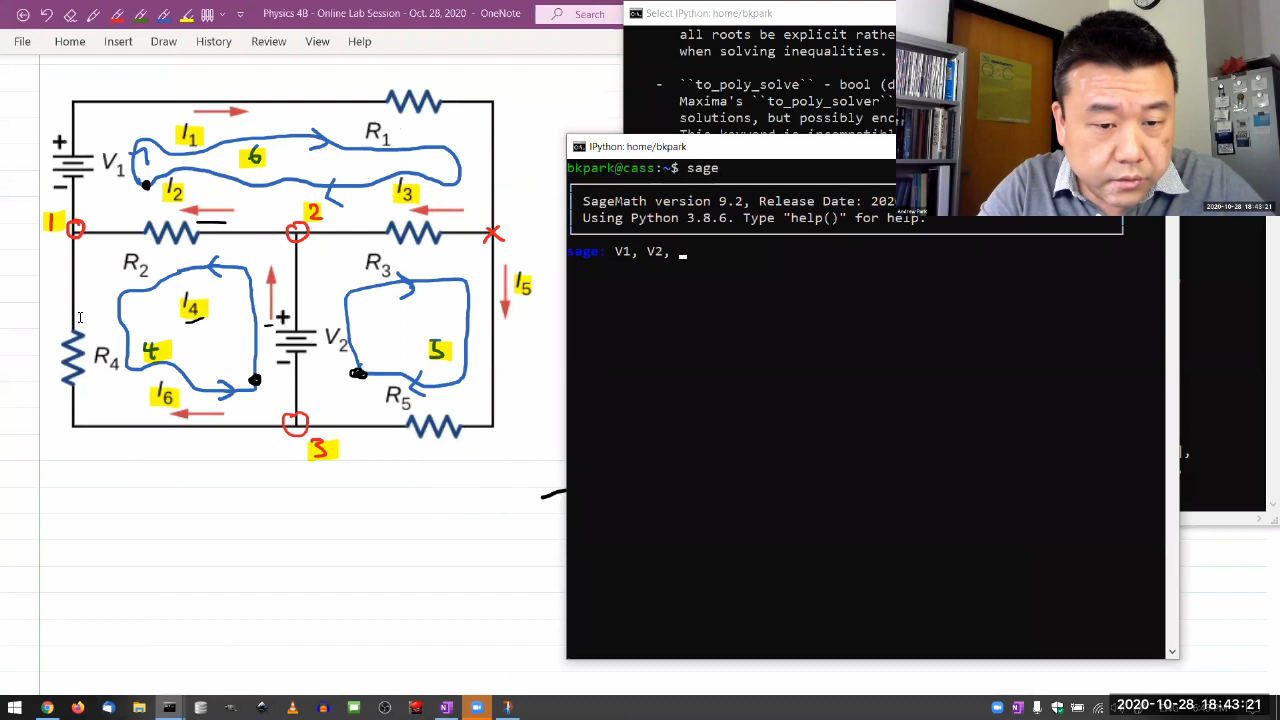 Physics 4B - Oct. 28, 2020 - OneNote
Search
Select IPython: home/bkpark
File Home Insert Draw History Review View Help
all roots be explicit rathe
when solving inequalities.
- ``to_poly_solve`` - bool (d
Maxima's ``to_poly_solver``
solutions, but possibly enc
IPython: home/bkpark
bkpark@cass:~$ sage
SageMath version 9.2, Release Date: 202
Using Python 3.8.6. Type "help()" for help.
sage: V1, V2,
Andrew Park
2020-10-28 18:43:21
+
V1
-
I1
6
R1
I2
I3
1
2
R2
R3
I5
I4
+
V2
-
R4
4
5
I6
R5
3
2020-10-28 18:43:21